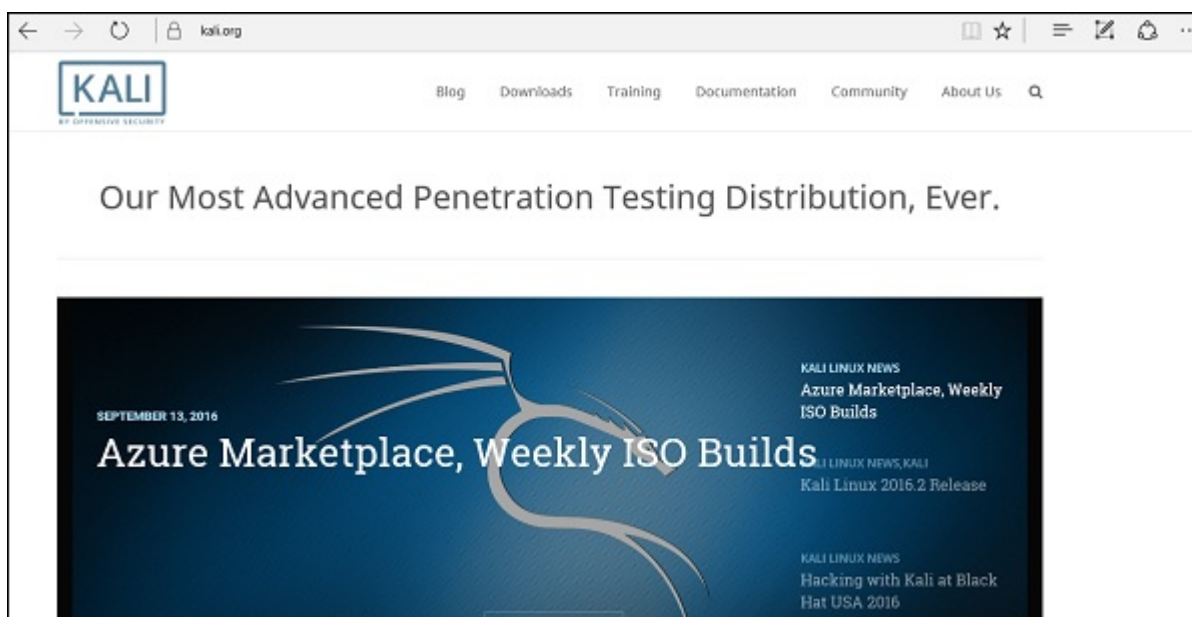 kali.org
KALI
BY OFFENSIVE SECURITY
Blog Downloads Training Documentation Community About Us
Our Most Advanced Penetration Testing Distribution, Ever.
SEPTEMBER 13, 2016
Azure Marketplace, Weekly ISO Builds
KALI LINUX NEWS
Azure Marketplace, Weekly
ISO Builds
KALI LINUX NEWS, KALI
Kali Linux 2016.2 Release
KALI LINUX NEWS
Hacking with Kali at Black
Hat USA 2016